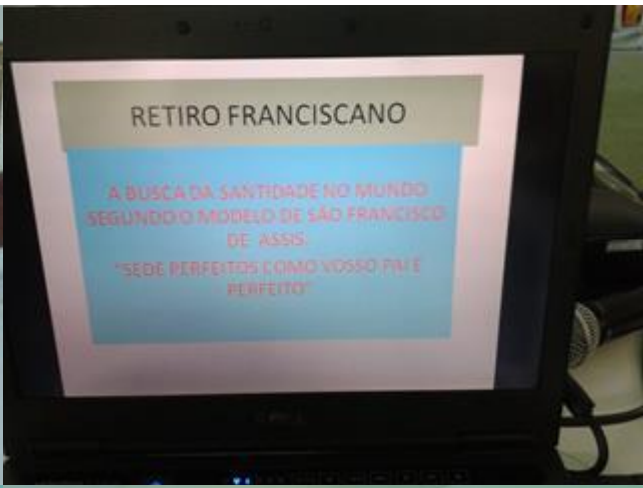 RETIRO FRANCISCANO
A BUSCA DA SANTIDADE NO MUNDO
SEGUNDO O MODELO DE SÃO FRANCISCO
DE ASSIS:
"SEDE PERFEITOS COMO VOSSO PAI E
PERFEITO"